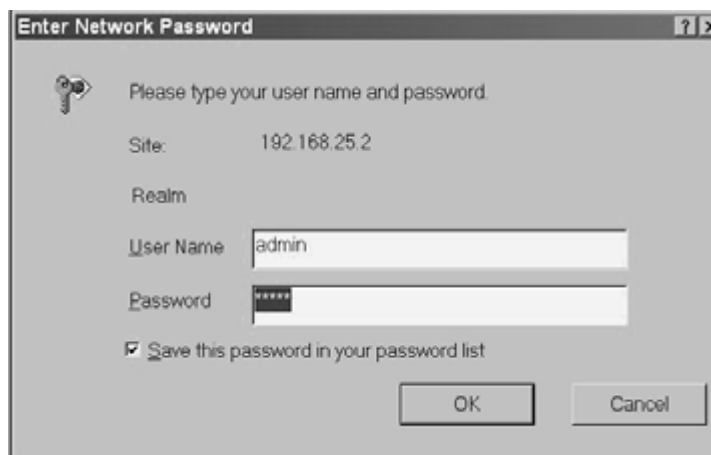 Enter Network Password
Please type your user name and password.
Site: 192.168.25.2
Realm
User Name admin
Password *****
Save this password in your password list
OK Cancel